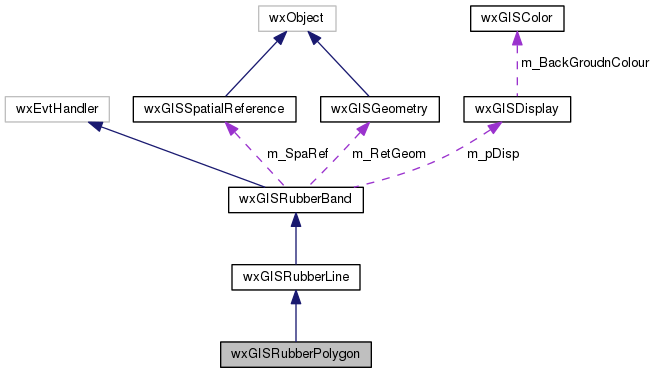 wxObject
wxGISColor
m_BackGroudnColour
wxEvtHandler
wxGISSpatialReference
wxGISGeometry
wxGISDisplay
m_SpaRef
m_RetGeom
m_pDisp
wxGISRubberBand
wxGISRubberLine
wxGISRubberPolygon